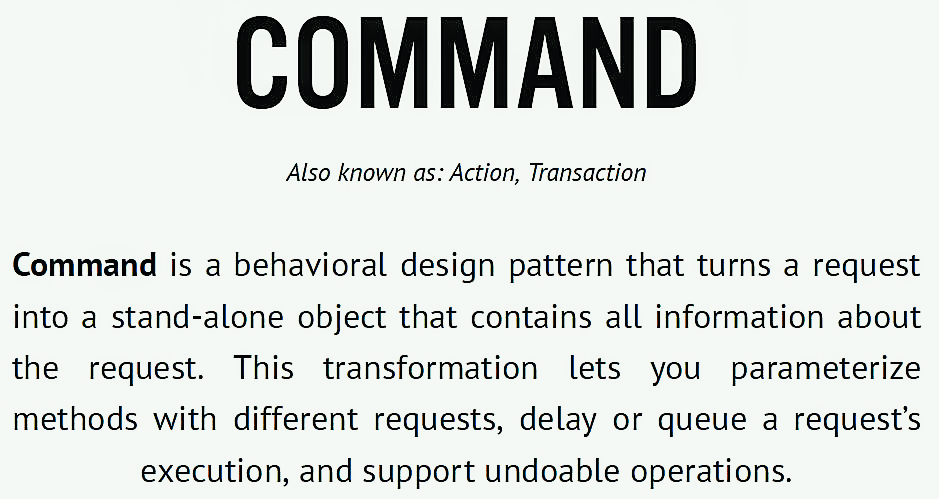 COMMAND
Also known as: Action, Transaction
Command is a behavioral design pattern that turns a request
into a stand-alone object that contains all information about
the request. This transformation lets you parameterize
methods with different requests, delay or queue a request’s
execution, and support undoable operations.